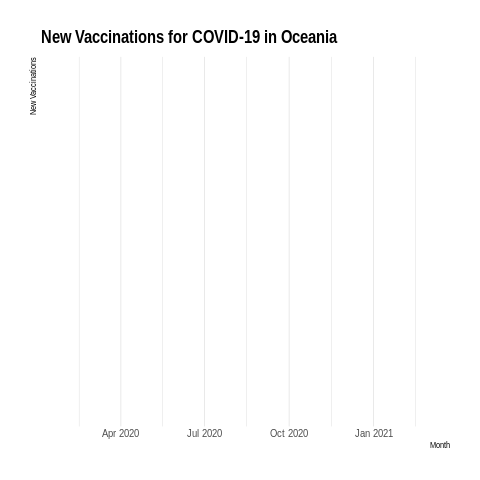 New Vaccinations for COVID-19 in Oceania
New Vaccinations
Apr 2020 Jul 2020 Oct 2020 Jan 2021
Month